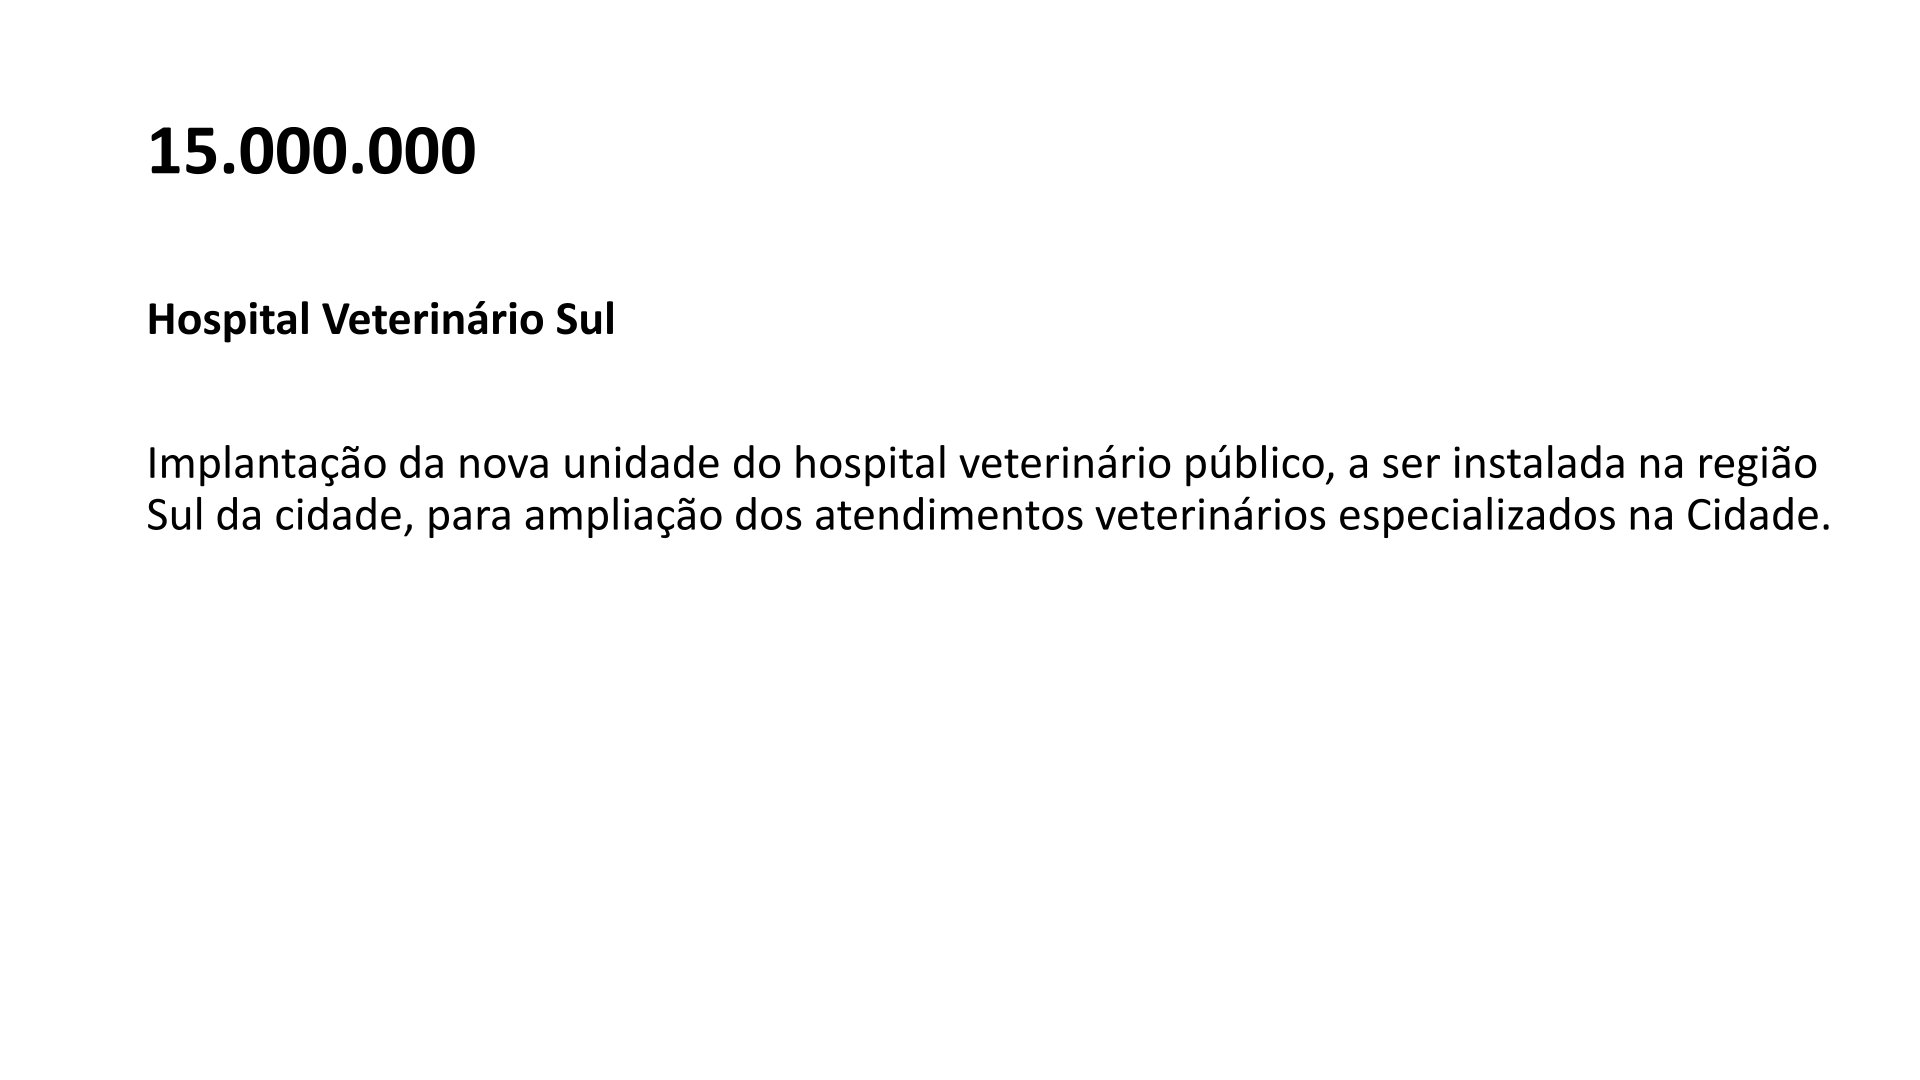 15.000.000
Hospital Veterinário Sul
Implantação da nova unidade do hospital veterinário público, a ser instalada na região
Sul da cidade, para ampliação dos atendimentos veterinários especializados na Cidade.